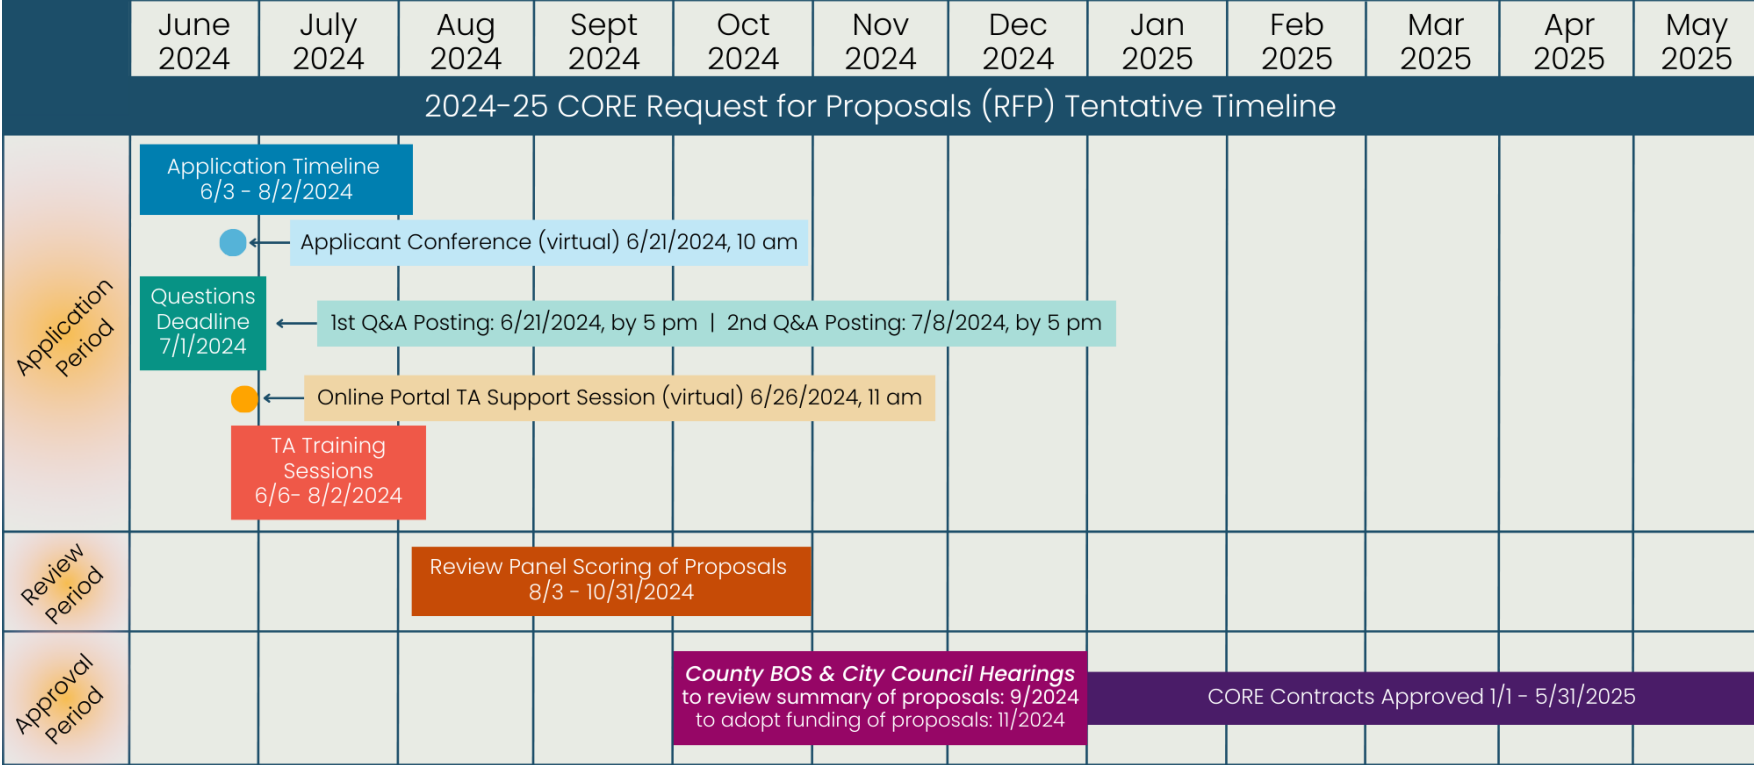 June 2024
July 2024
Aug 2024
Sept 2024
Oct 2024
Nov 2024
Dec 2024
Jan 2025
Feb 2025
Mar 2025
Apr 2025
May 2025
2024-25 CORE Request for Proposals (RFP) Tentative Timeline
Application
Period
Application Timeline
6/3 - 8/2/2024
Applicant Conference (virtual) 6/21/2024, 10 am
Questions
Deadline
7/1/2024
1st Q&A Posting: 6/21/2024, by 5 pm | 2nd Q&A Posting: 7/8/2024, by 5 pm
Online Portal TA Support Session (virtual) 6/26/2024, 11 am
TA Training
Sessions
6/6- 8/2/2024
Review
Period
Review Panel Scoring of Proposals
8/3 - 10/31/2024
Approval
Period
County BOS & City Council Hearings
to review summary of proposals: 9/2024
to adopt funding of proposals: 11/2024
CORE Contracts Approved 1/1 - 5/31/2025